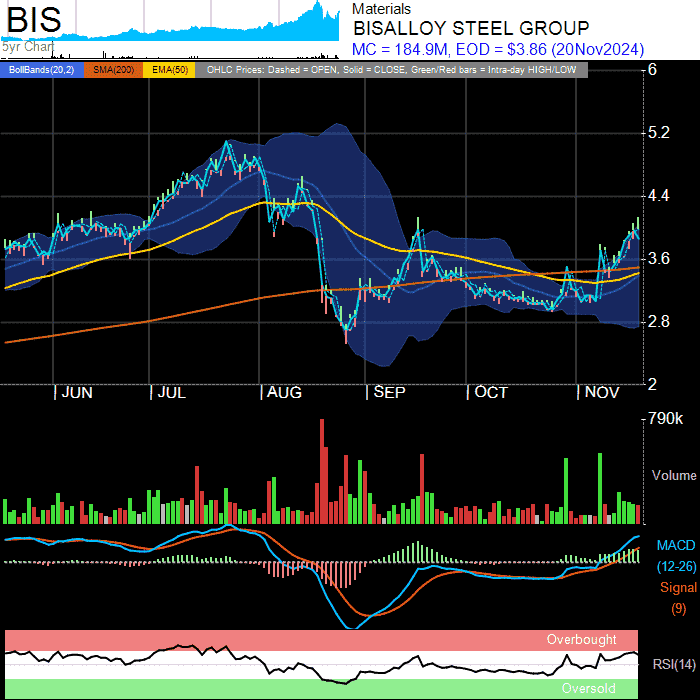 BIS
5yr Chart
Materials
BISALLOY STEEL GROUP
MC = 184.9M, EOD = $3.86 (20Nov2024)
BollBands(20,2) SMA(200) EMA(50) OHLC Prices: Dashed = OPEN, Solid = CLOSE, Green/Red bars = Intra-day HIGH/LOW
6
5.2
4.4
3.6
2.8
2
JUN JUL AUG SEP OCT NOV
790k
Volume
MACD
(12-26)
Signal
(9)
Overbought
RSI(14)
Oversold